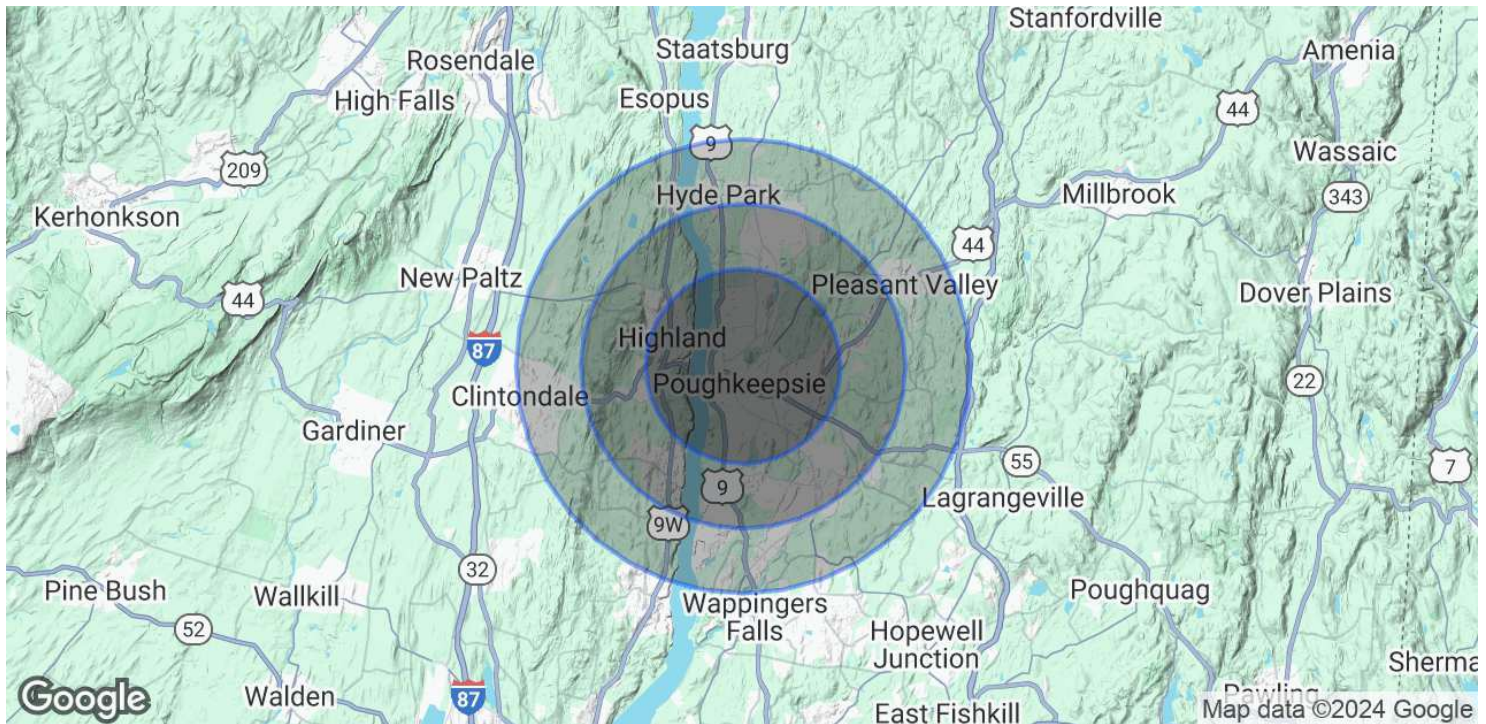 Stanfordville
Staatsburg
Amenia
Rosendale
High Falls
Esopus
44
9
Wassaic
209
Hyde Park
Millbrook
343
Kerhonkson
44
New Paltz
Pleasant Valley
Dover Plains
44
Highland
87
Poughkeepsie
22
Clintondale
Gardiner
55
7
9
Lagrangeville
9W
32
Pine Bush
Wallkill
Poughquag
52
Wappingers
Falls
Hopewell
Junction
Sherma
Walden
87
Pawling
East Fishkill
Google
Map data ©2024 Google